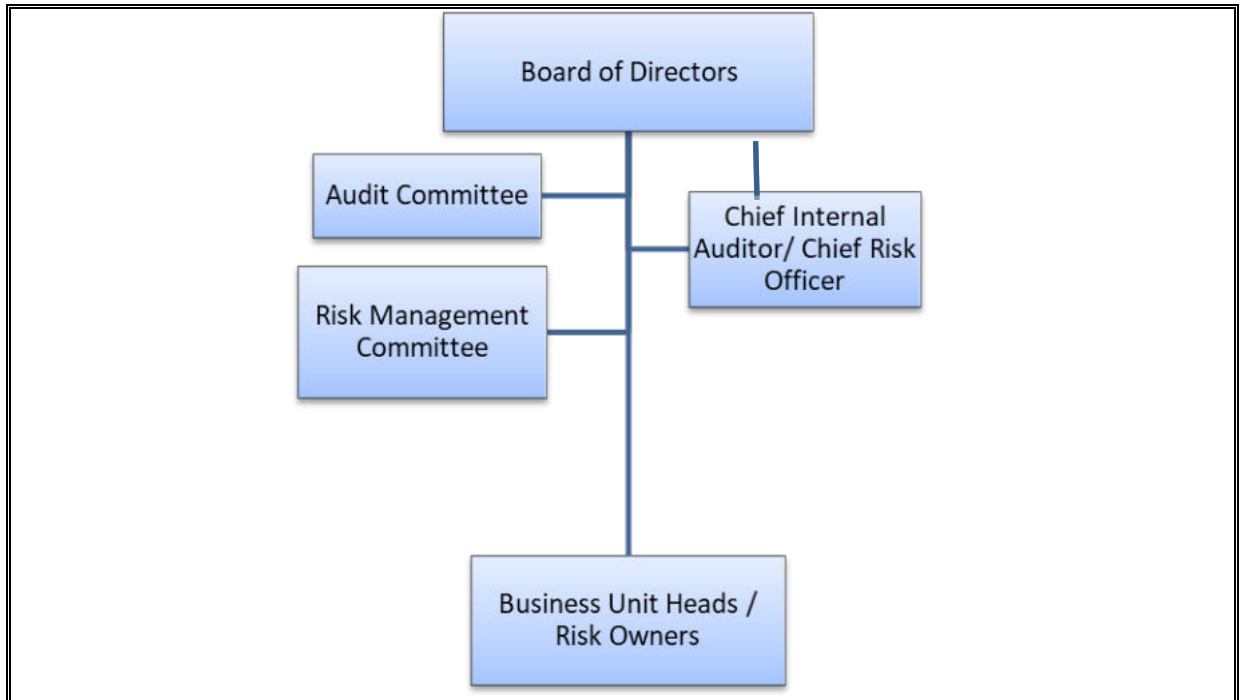 Board of Directors
Audit Committee
Chief Internal
Auditor/ Chief Risk
Officer
Risk Management
Committee
Business Unit Heads /
Risk Owners